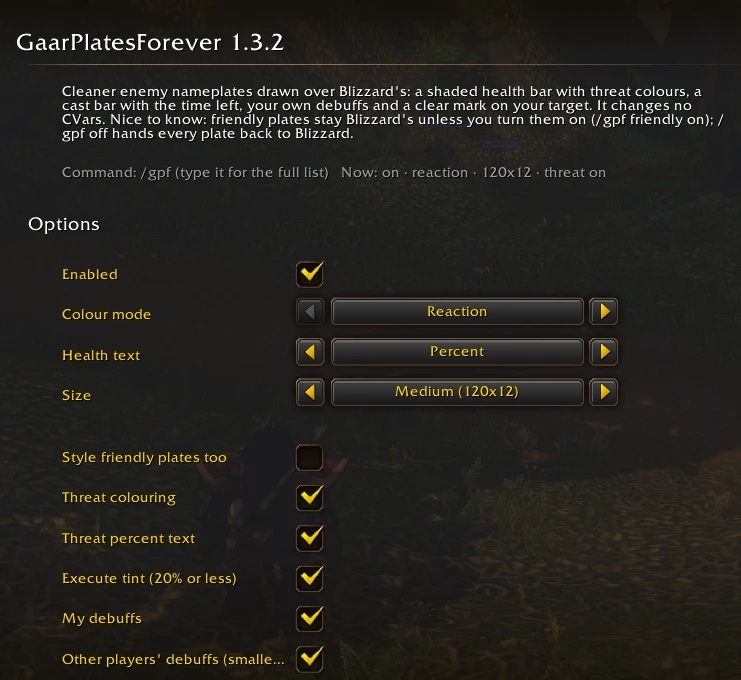 GaarPlatesForever 1.3.2
Cleaner enemy nameplates drawn over Blizzard's: a shaded health bar with threat colours, a
cast bar with the time left, your own debuffs and a clear mark on your target. It changes no
CVars. Nice to know: friendly plates stay Blizzard's unless you turn them on (/gpf friendly on); /
gpf off hands every plate back to Blizzard.
Command: /gpf (type it for the full list)   Now: on · reaction · 120x12 · threat on
Options
Enabled
Colour mode Reaction
Health text Percent
Size Medium (120x12)
Style friendly plates too
Threat colouring
Threat percent text
Execute tint (20% or less)
My debuffs
Other players' debuffs (smalle...